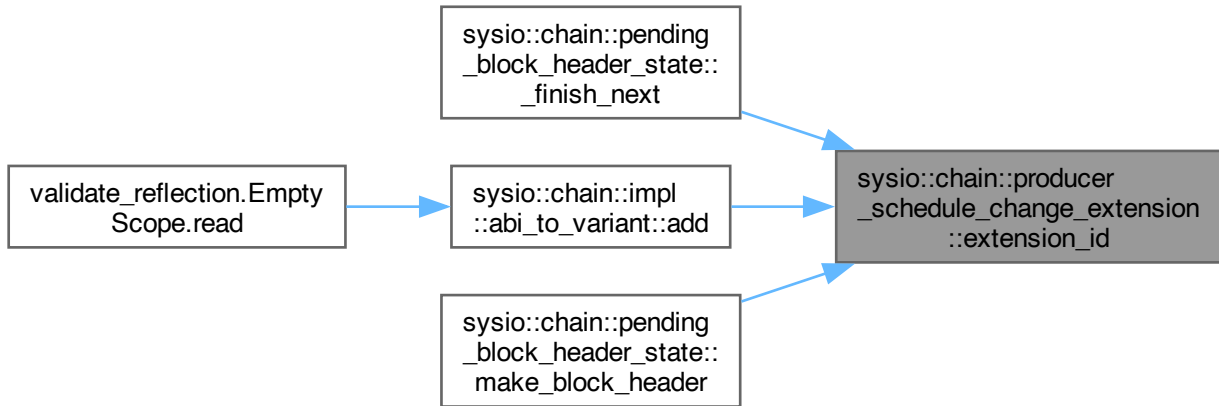 sysio::chain::pending
_block_header_state::
_finish_next
validate_reflection.Empty
Scope.read
sysio::chain::impl
::abi_to_variant::add
sysio::chain::producer
_schedule_change_extension
::extension_id
sysio::chain::pending
_block_header_state::
make_block_header